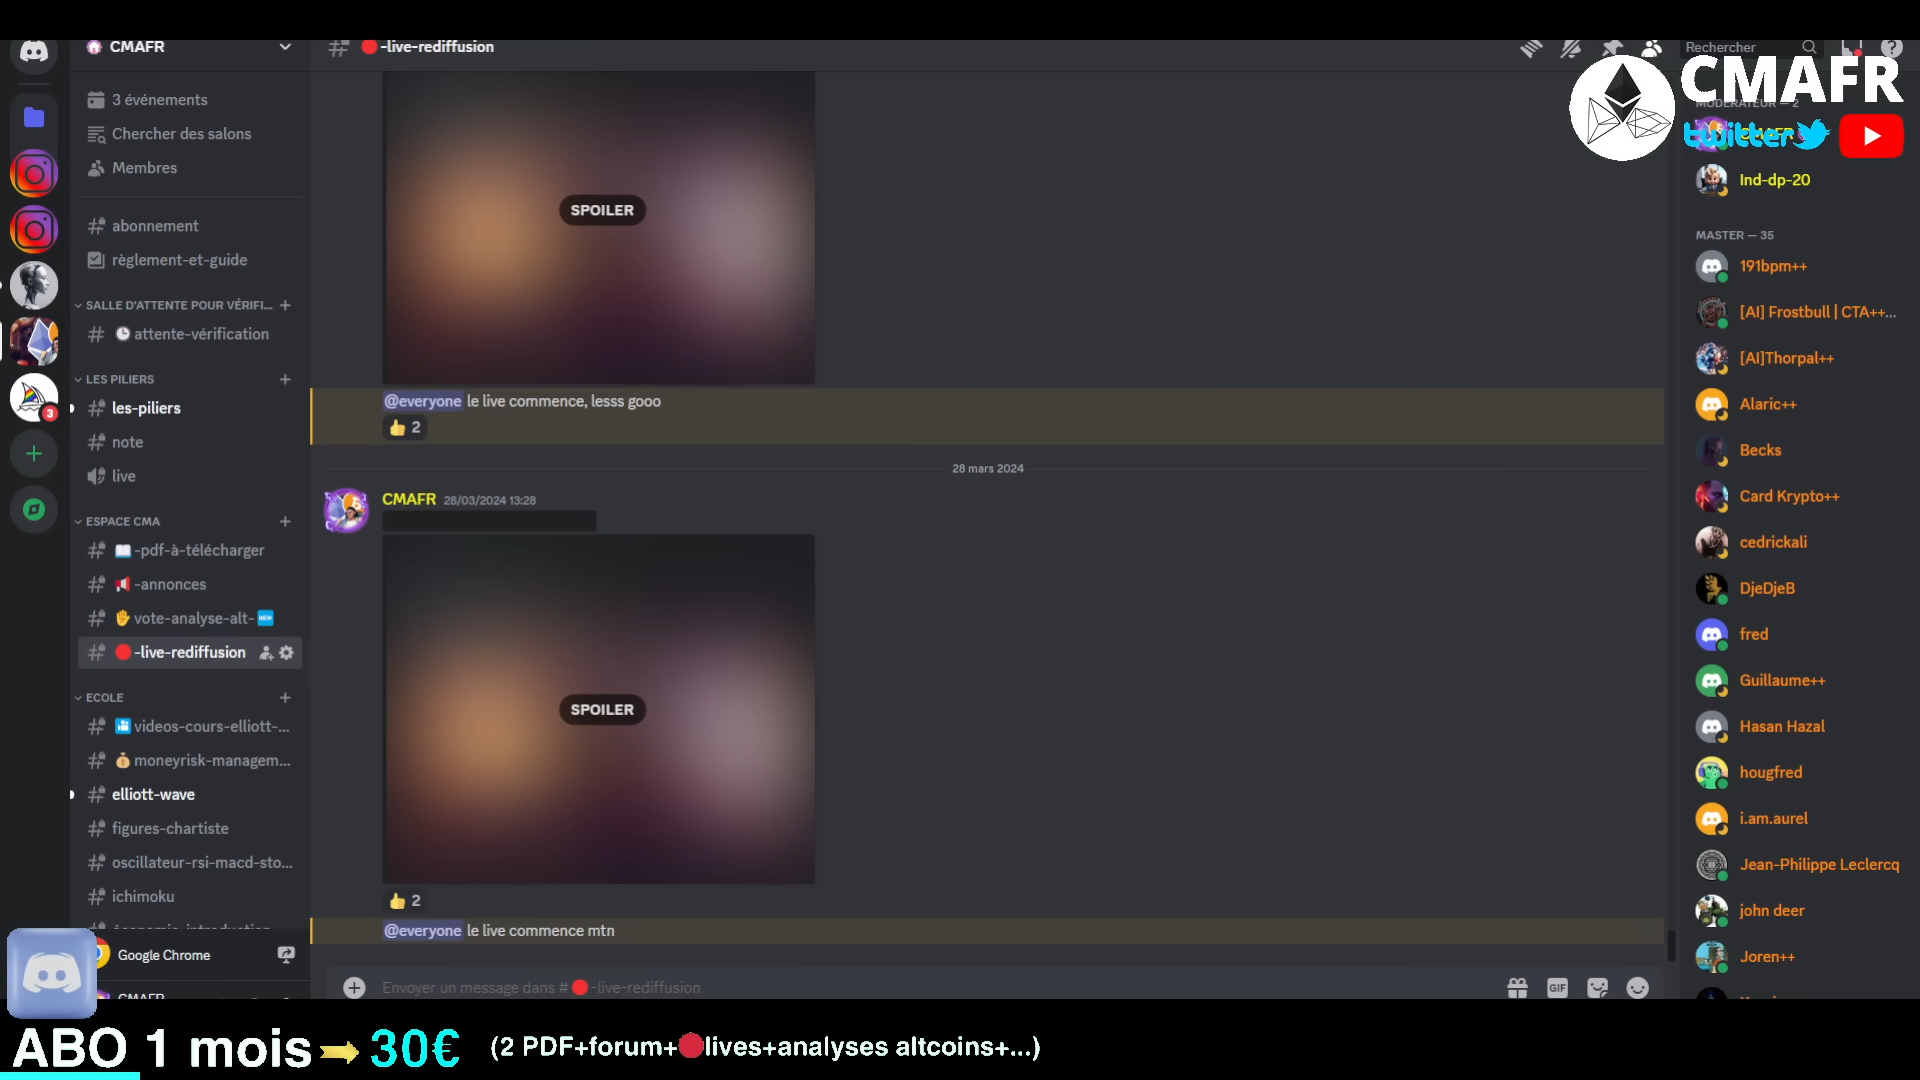 CMAFR
3 événements
Chercher des salons
Membres
abonnement
règlement-et-guide
SALLE D'ATTENTE POUR VÉRIFI...
attente-vérification
LES PILIERS
les-piliers
note
live
ESPACE CMA
-pdf-à-télécharger
-annonces
vote-analyse-alt-
NEW
-live-rediffusion
ECOLE
videos-cours-elliott-...
moneyrisk-managem...
elliott-wave
figures-chartiste
oscillateur-rsi-macd-sto...
ichimoku
Google Chrome
CMAFR
3
-live-rediffusion
SPOILER
@everyone le live commence, lesss gooo
2
28 mars 2024
CMAFR 28/03/2024 13:28
SPOILER
2
@everyone le live commence mtn
Envoyer un message dans # -live-rediffusion
GIF
Rechercher
CMAFR
twitter
MODÉRATEUR — 2
Ind-dp-20
MASTER — 35
191bpm++
[AI] Frostbull | CTA++...
[AI]Thorpal++
Alaric++
Becks
Card Krypto++
cedrickali
DjeDjeB
fred
Guillaume++
Hasan Hazal
hougfred
i.am.aurel
Jean-Philippe Leclercq
john deer
Joren++
ABO 1 mois 30€ (2 PDF+forum+lives+analyses altcoins+...)